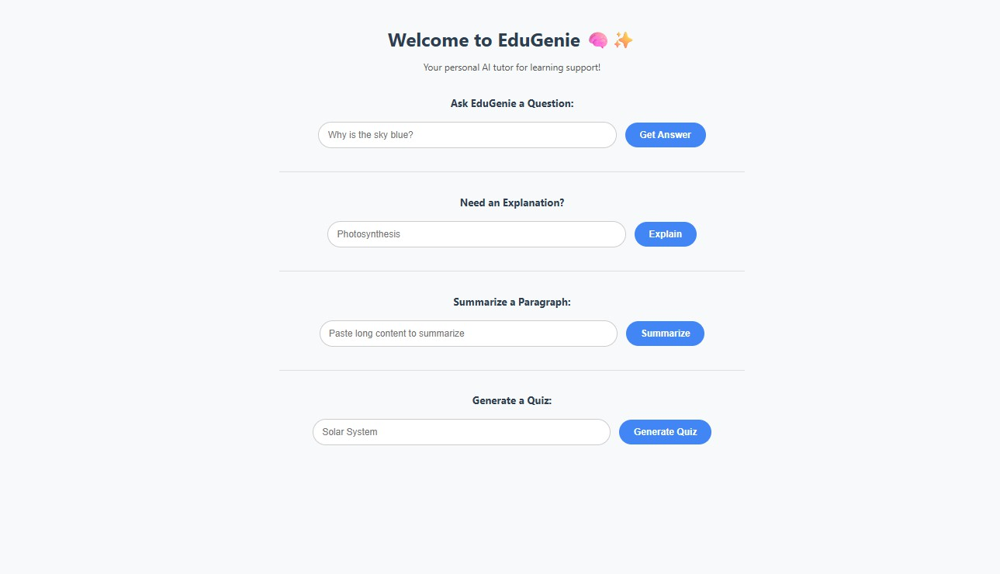 Welcome to EduGenie 🧠 ✨
Your personal AI tutor for learning support!
Ask EduGenie a Question:
Why is the sky blue? Get Answer
Need an Explanation?
Photosynthesis Explain
Summarize a Paragraph:
Paste long content to summarize Summarize
Generate a Quiz:
Solar System Generate Quiz